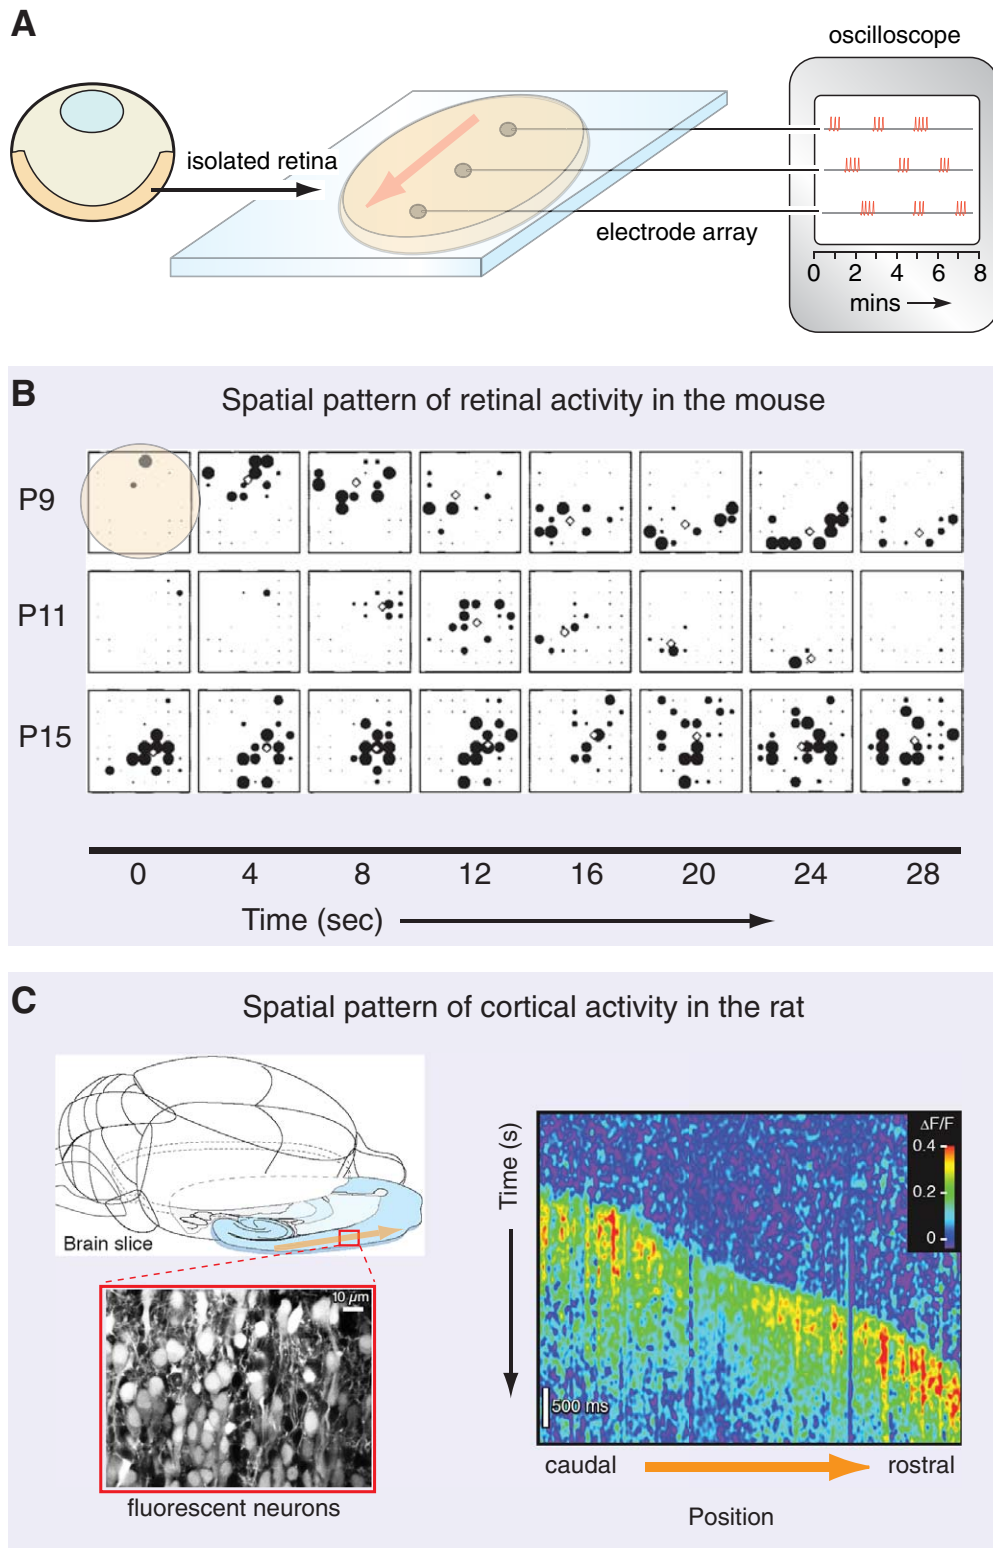 A
oscilloscope
isolated retina
electrode array
0 2 4 6 8
mins
B
Spatial pattern of retinal activity in the mouse
P9
P11
P15
0 4 8 12 16 20 24 28
Time (sec)
C
Spatial pattern of cortical activity in the rat
Brain slice
10 µm
fluorescent neurons
Time (s)
ΔF/F
0.4
0.2
0
500 ms
caudal
rostral
Position